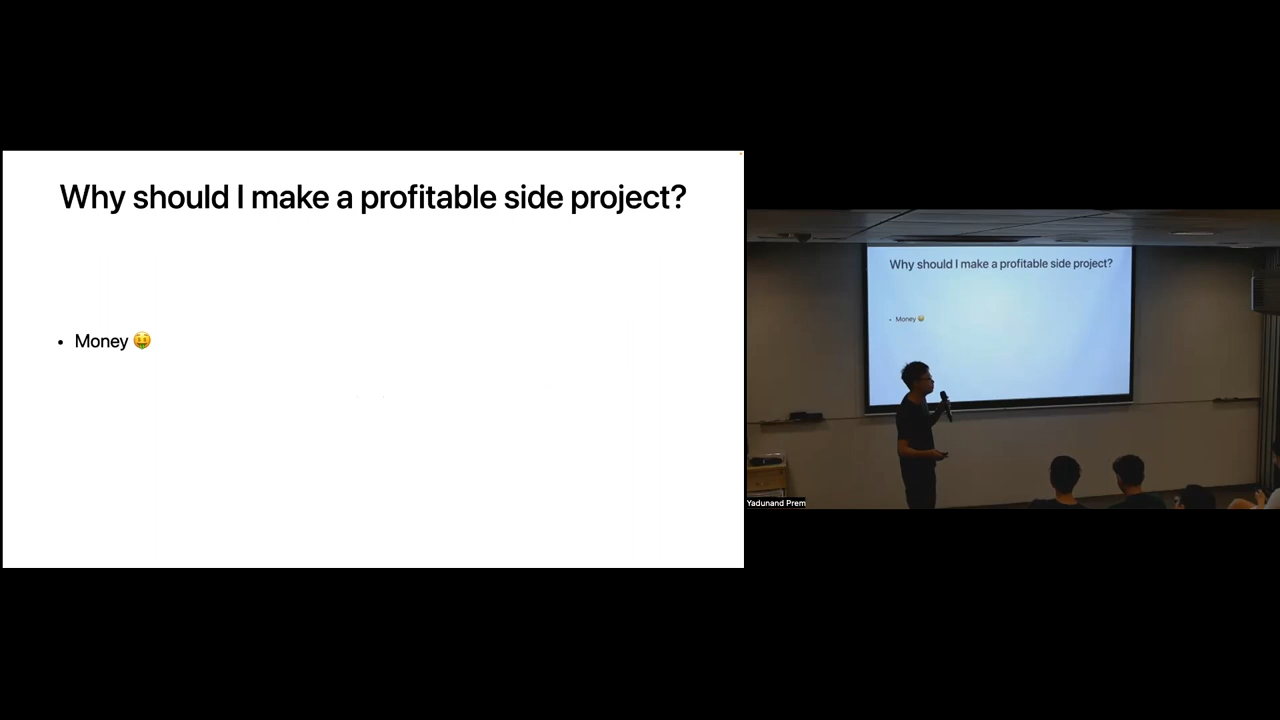 Why should I make a profitable side project?
• Money 🤑
Why should I make a profitable side project?
• Money 🤑
Yadunand Prem